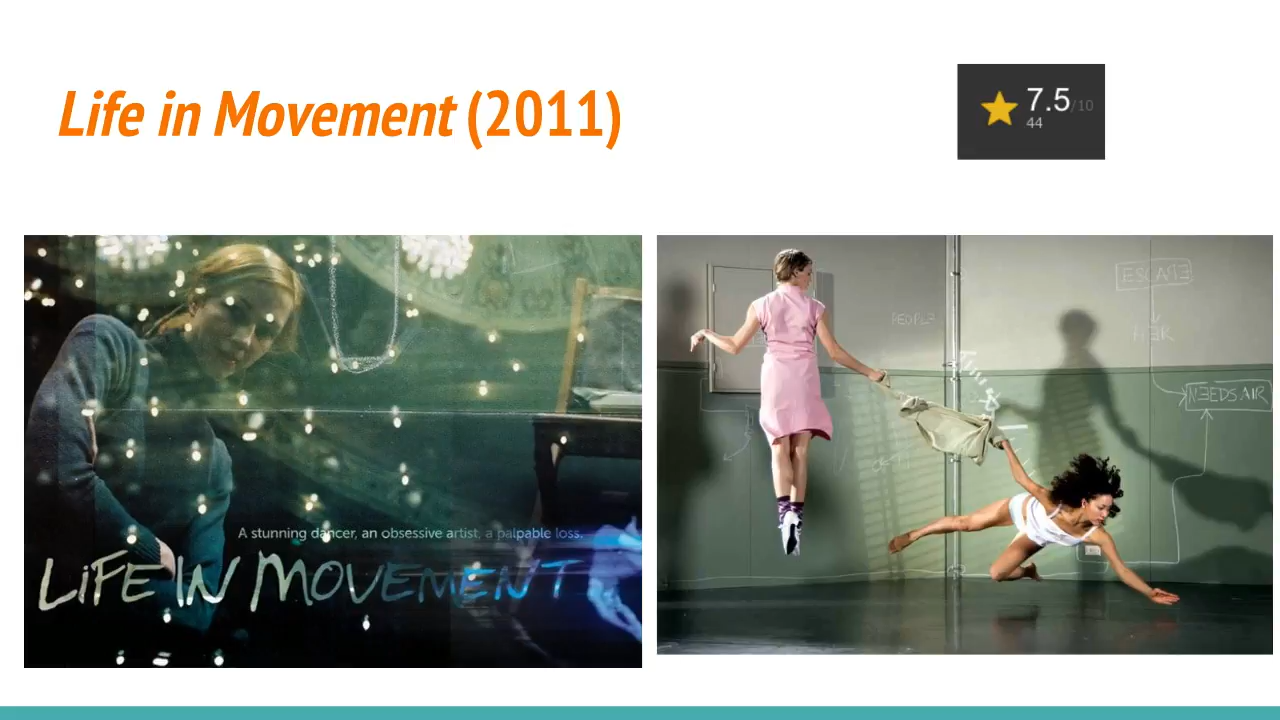 Life in Movement (2011)
7.5/10
44
A stunning dancer, an obsessive artist, a palpable loss.
LiFE IN MOVEMENT
PEOPLE
ESCAPE
NEEDS AIR